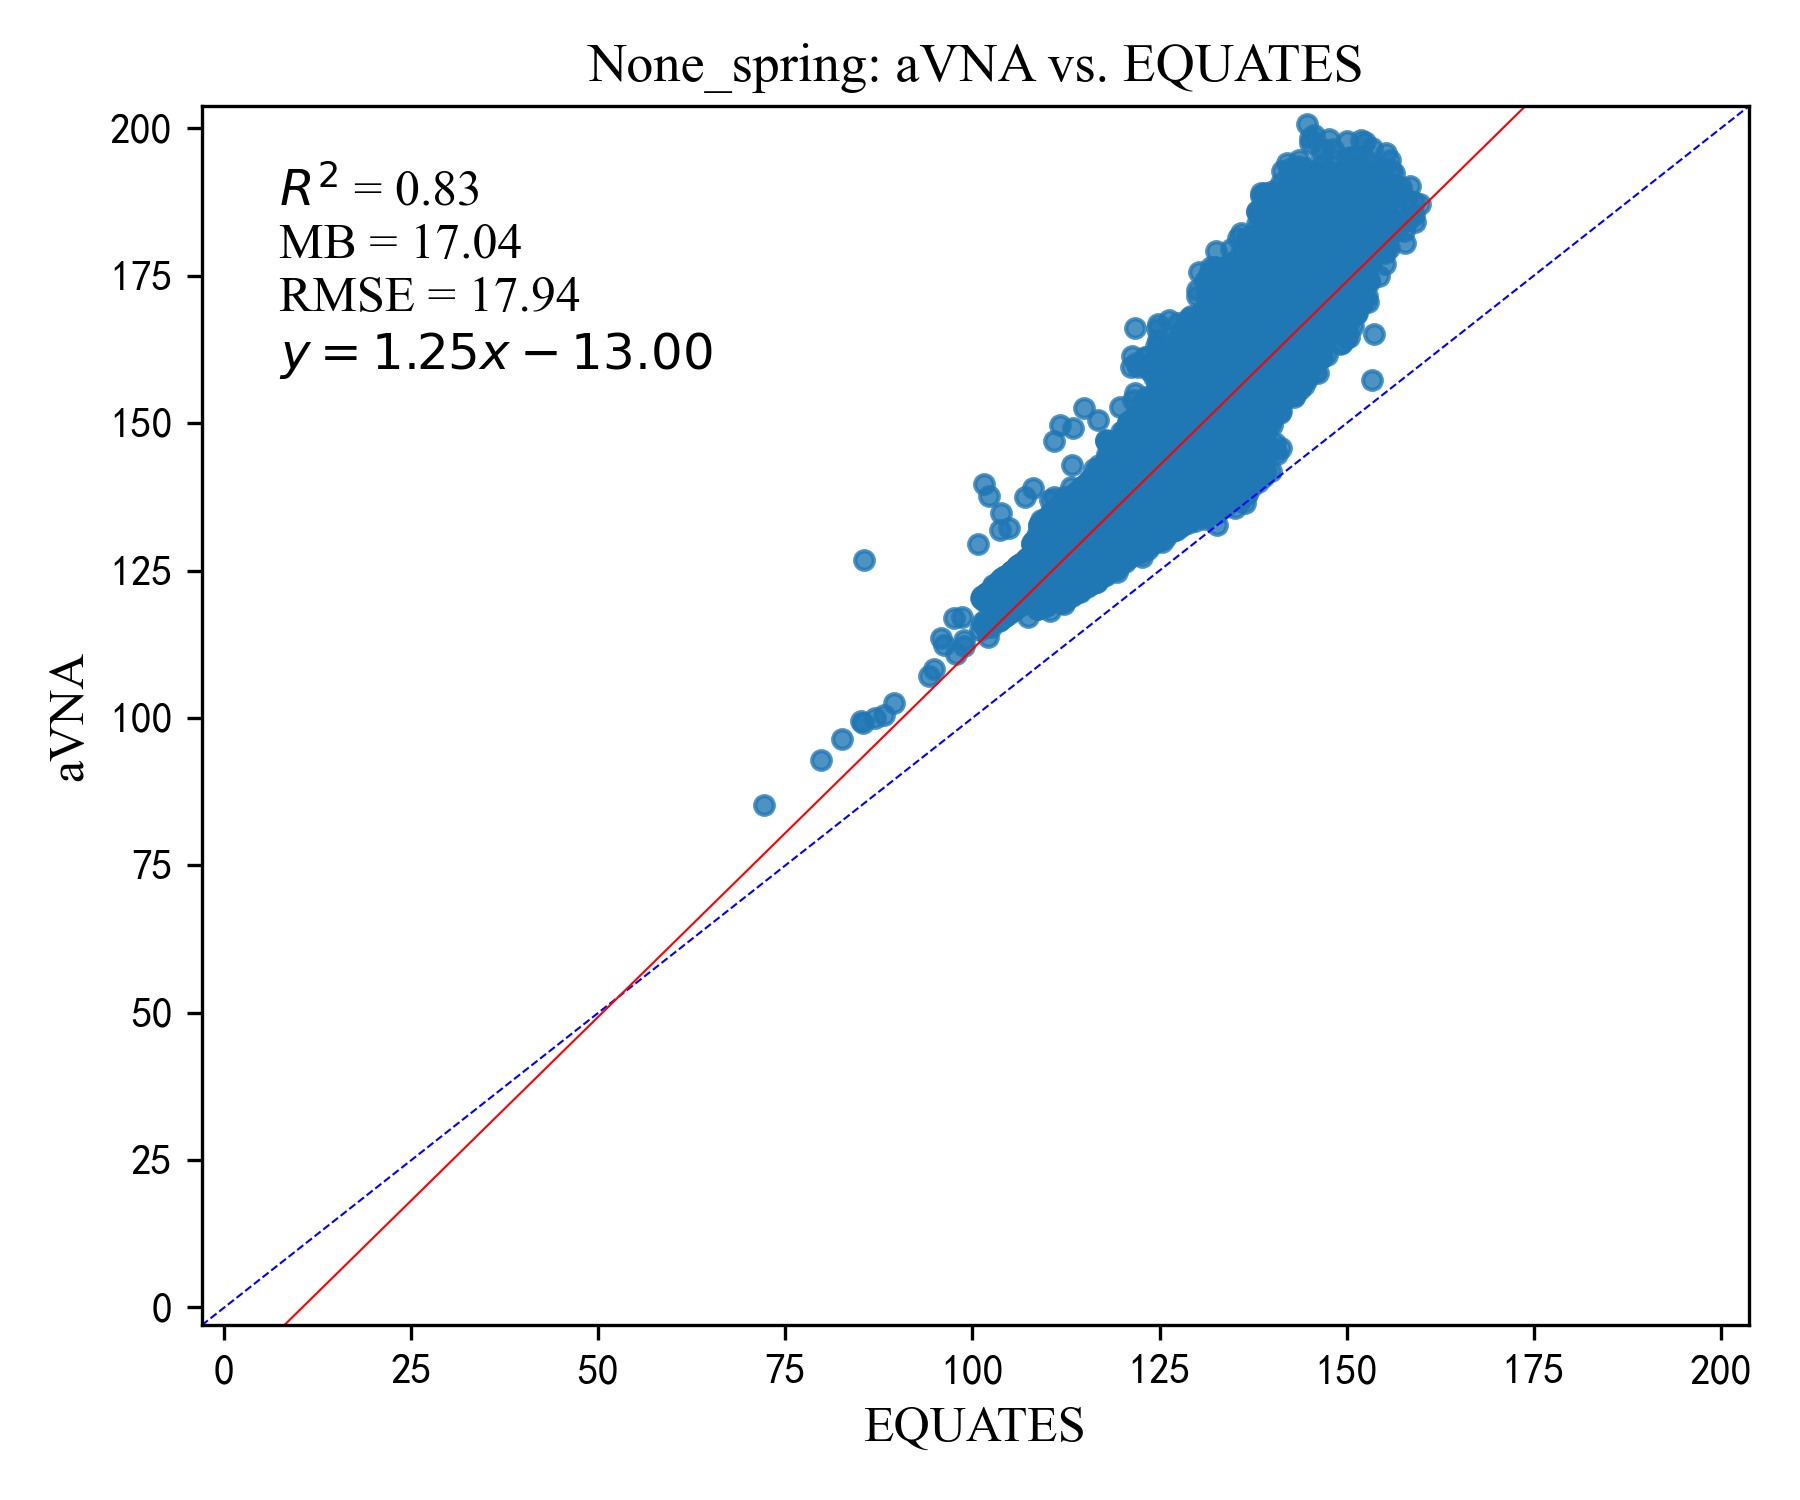 None_spring: aVNA vs. EQUATES
R² = 0.83
MB = 17.04
RMSE = 17.94
y = 1.25x − 13.00
200
175
150
125
100
75
50
25
0
aVNA
0 25 50 75 100 125 150 175 200
EQUATES